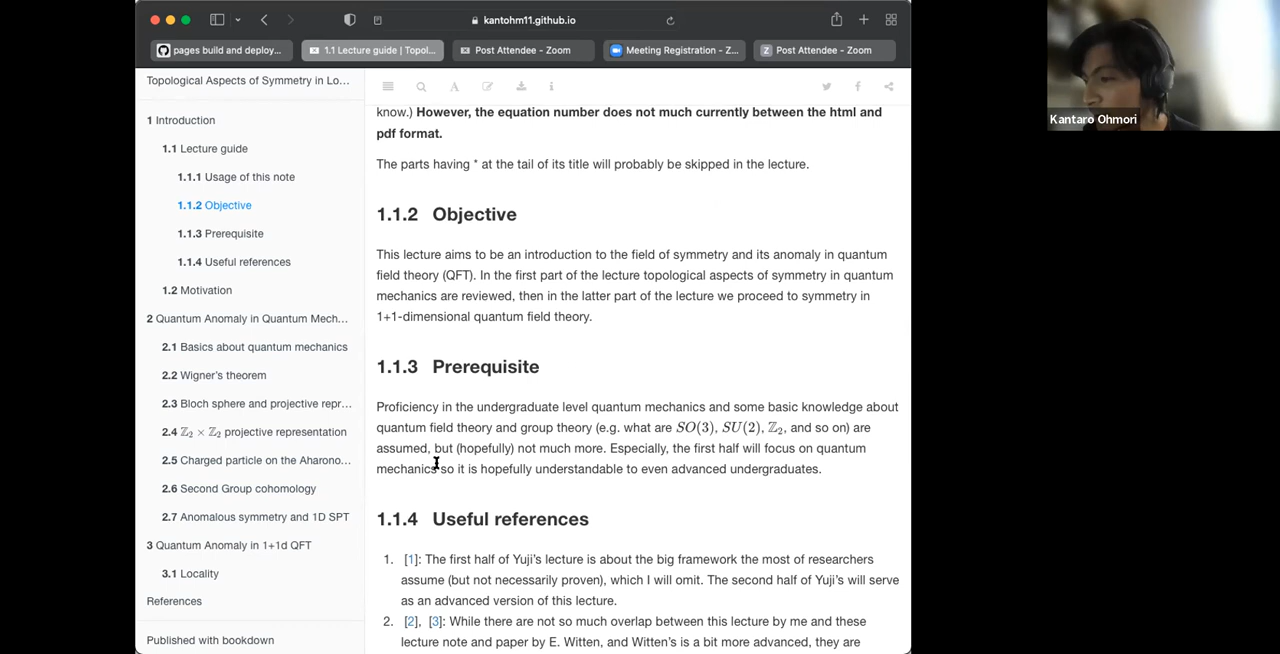 kantohm11.github.io
pages build and deploy...
1.1 Lecture guide | Topol...
Post Attendee - Zoom
Meeting Registration - Z...
Post Attendee - Zoom
Topological Aspects of Symmetry in Lo...
1 Introduction
1.1 Lecture guide
1.1.1 Usage of this note
1.1.2 Objective
1.1.3 Prerequisite
1.1.4 Useful references
1.2 Motivation
2 Quantum Anomaly in Quantum Mech...
2.1 Basics about quantum mechanics
2.2 Wigner's theorem
2.3 Bloch sphere and projective repr...
2.4 ℤ₂ × ℤ₂ projective representation
2.5 Charged particle on the Aharono...
2.6 Second Group cohomology
2.7 Anomalous symmetry and 1D SPT
3 Quantum Anomaly in 1+1d QFT
3.1 Locality
References
Published with bookdown
know.) However, the equation number does not much currently between the html and
pdf format.
The parts having * at the tail of its title will probably be skipped in the lecture.
1.1.2 Objective
This lecture aims to be an introduction to the field of symmetry and its anomaly in quantum
field theory (QFT). In the first part of the lecture topological aspects of symmetry in quantum
mechanics are reviewed, then in the latter part of the lecture we proceed to symmetry in
1+1-dimensional quantum field theory.
1.1.3 Prerequisite
Proficiency in the undergraduate level quantum mechanics and some basic knowledge about
quantum field theory and group theory (e.g. what are SO(3), SU(2), ℤ₂, and so on) are
assumed, but (hopefully) not much more. Especially, the first half will focus on quantum
mechanics so it is hopefully understandable to even advanced undergraduates.
1.1.4 Useful references
1. [1]: The first half of Yuji's lecture is about the big framework the most of researchers
assume (but not necessarily proven), which I will omit. The second half of Yuji's will serve
as an advanced version of this lecture.
2. [2], [3]: While there are not so much overlap between this lecture by me and these
lecture note and paper by E. Witten, and Witten's is a bit more advanced, they are
Kantaro Ohmori